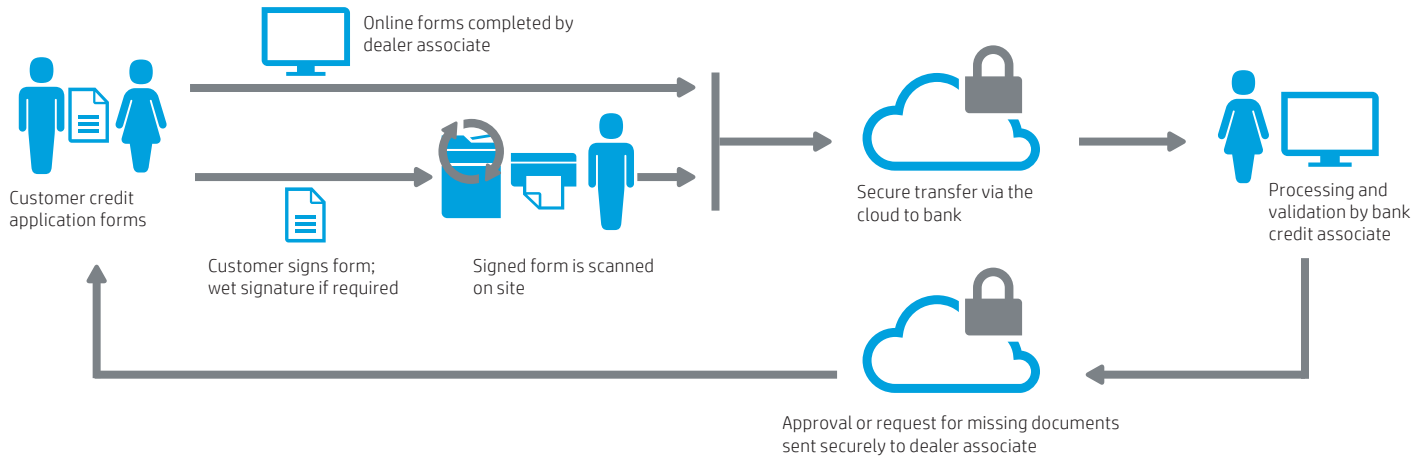 Online forms completed by
dealer associate
Customer credit
application forms
Customer signs form;
wet signature if required
Signed form is scanned
on site
Secure transfer via the
cloud to bank
Processing and
validation by bank
credit associate
Approval or request for missing documents
sent securely to dealer associate